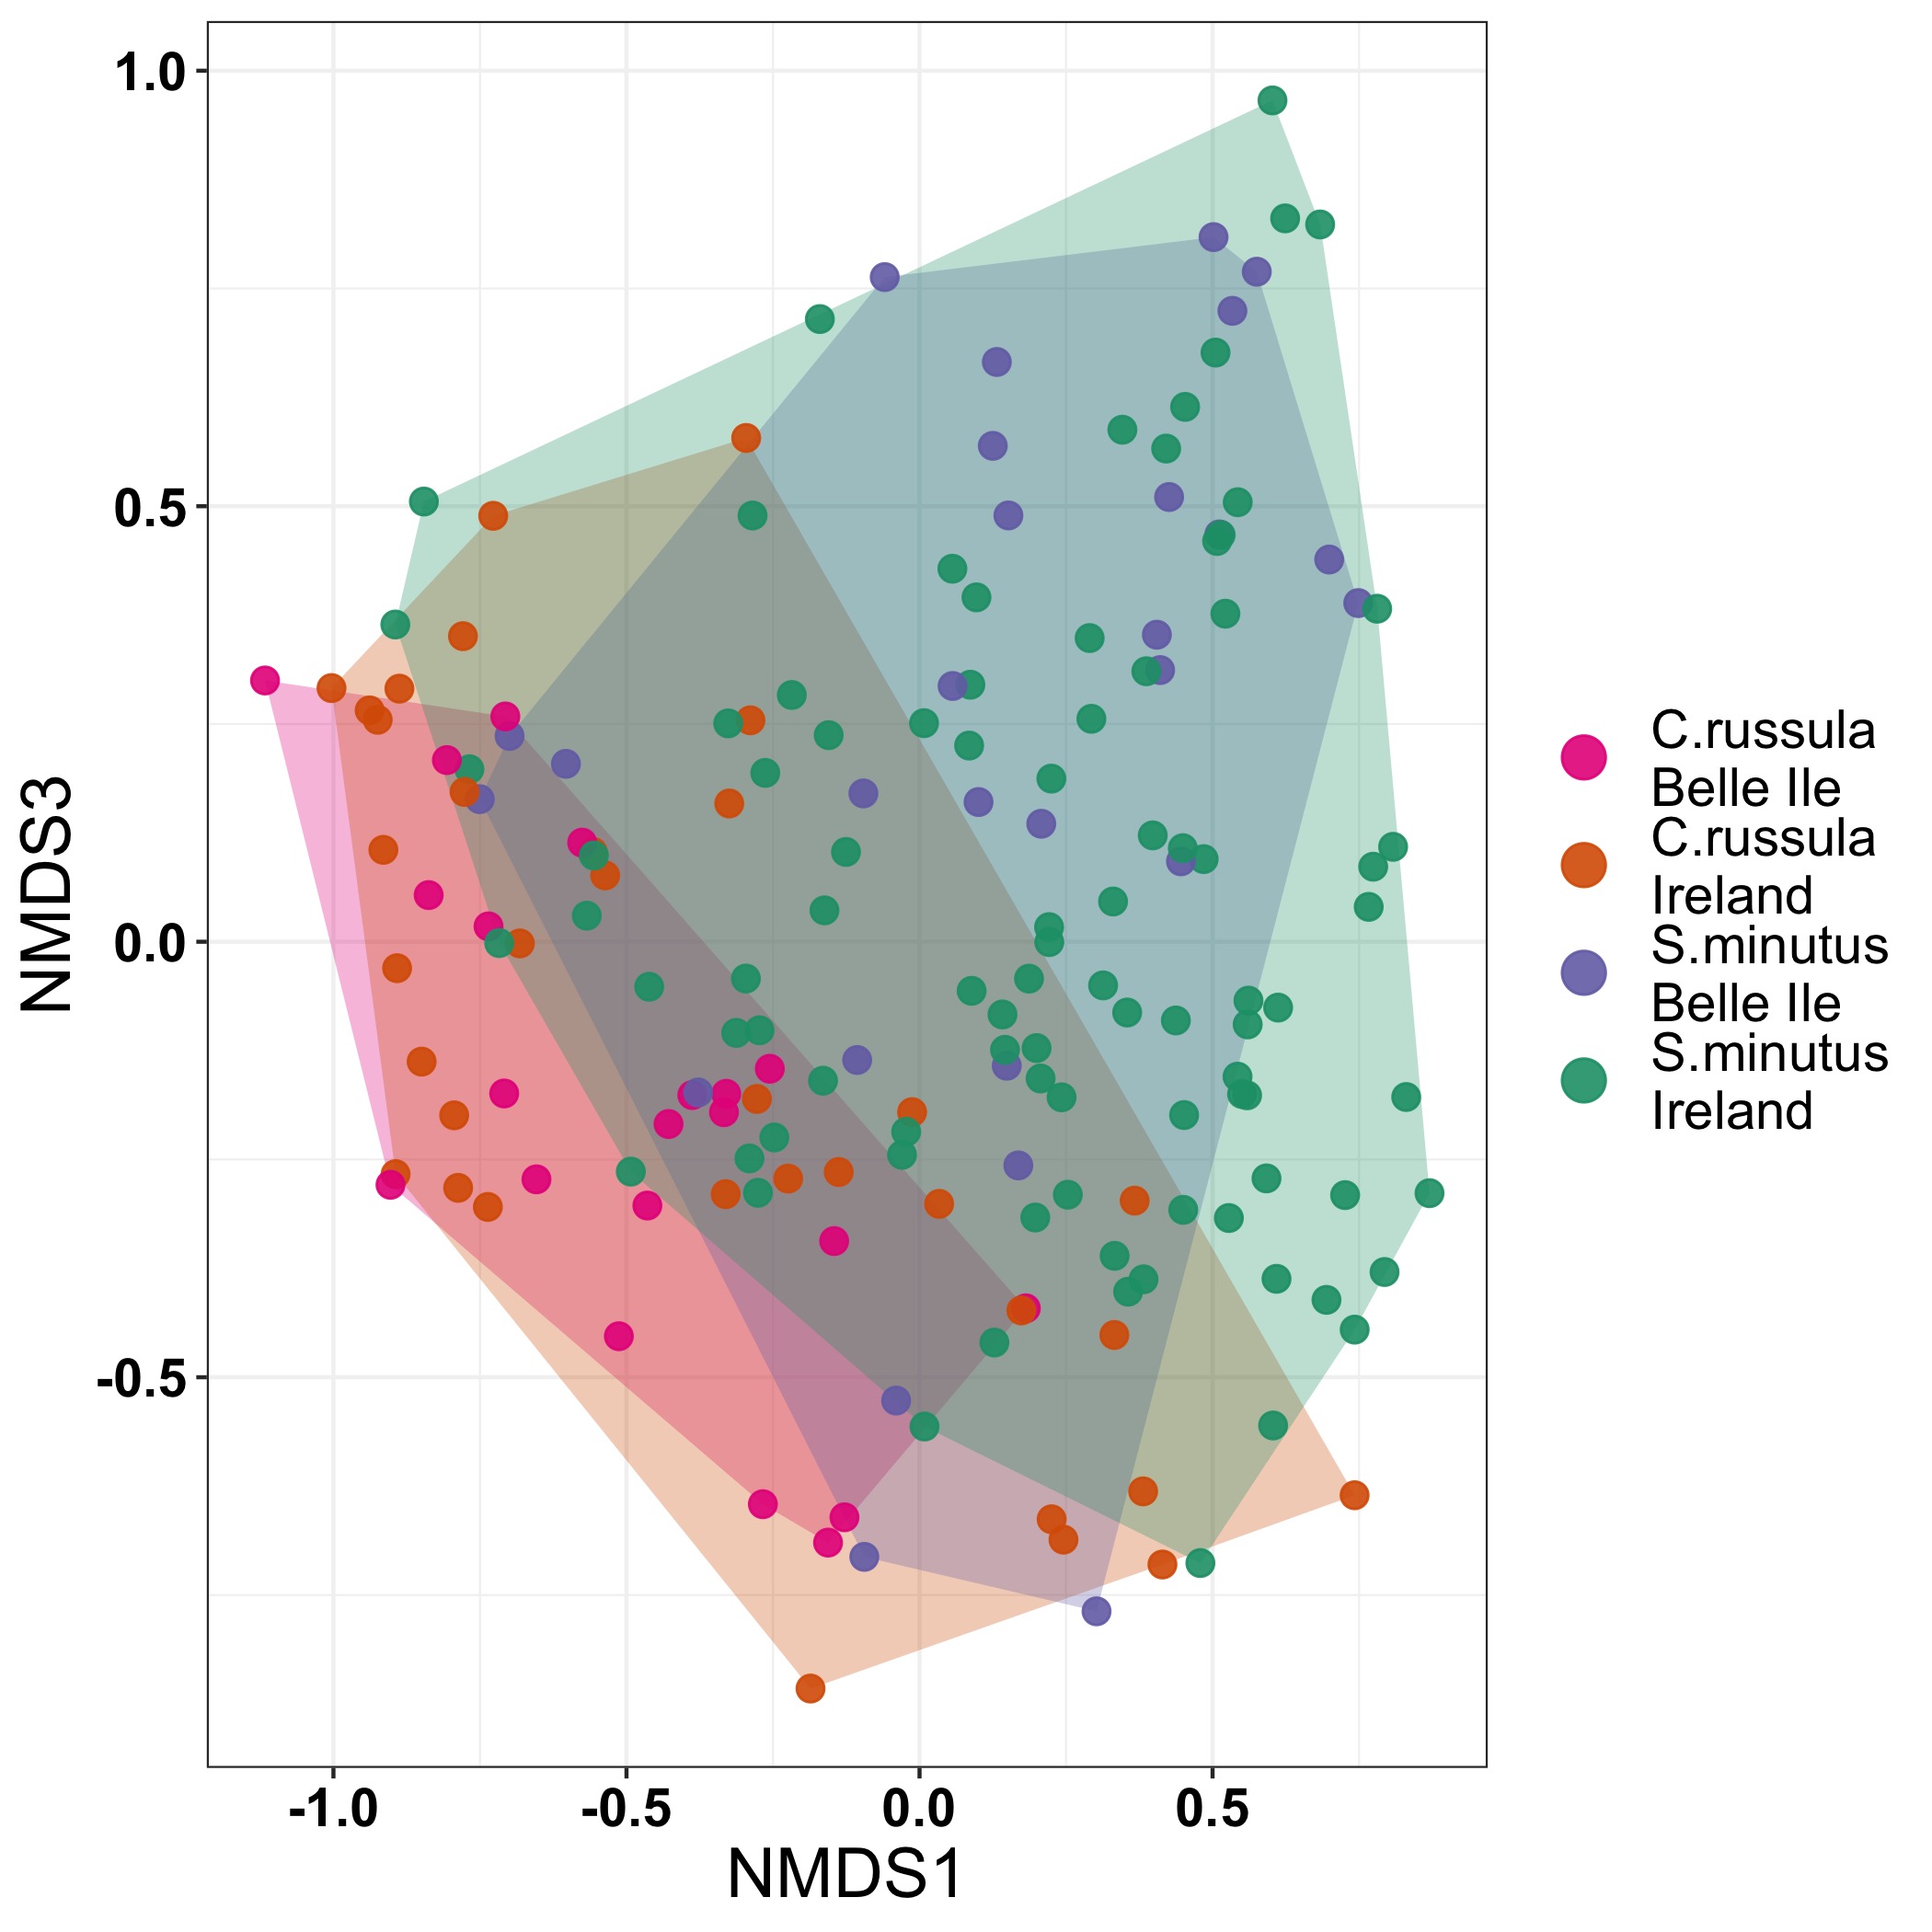 1.0
0.5
0.0
-0.5
NMDS3
-1.0 -0.5 0.0 0.5
NMDS1
C.russula
Belle Ile
C.russula
Ireland
S.minutus
Belle Ile
S.minutus
Ireland